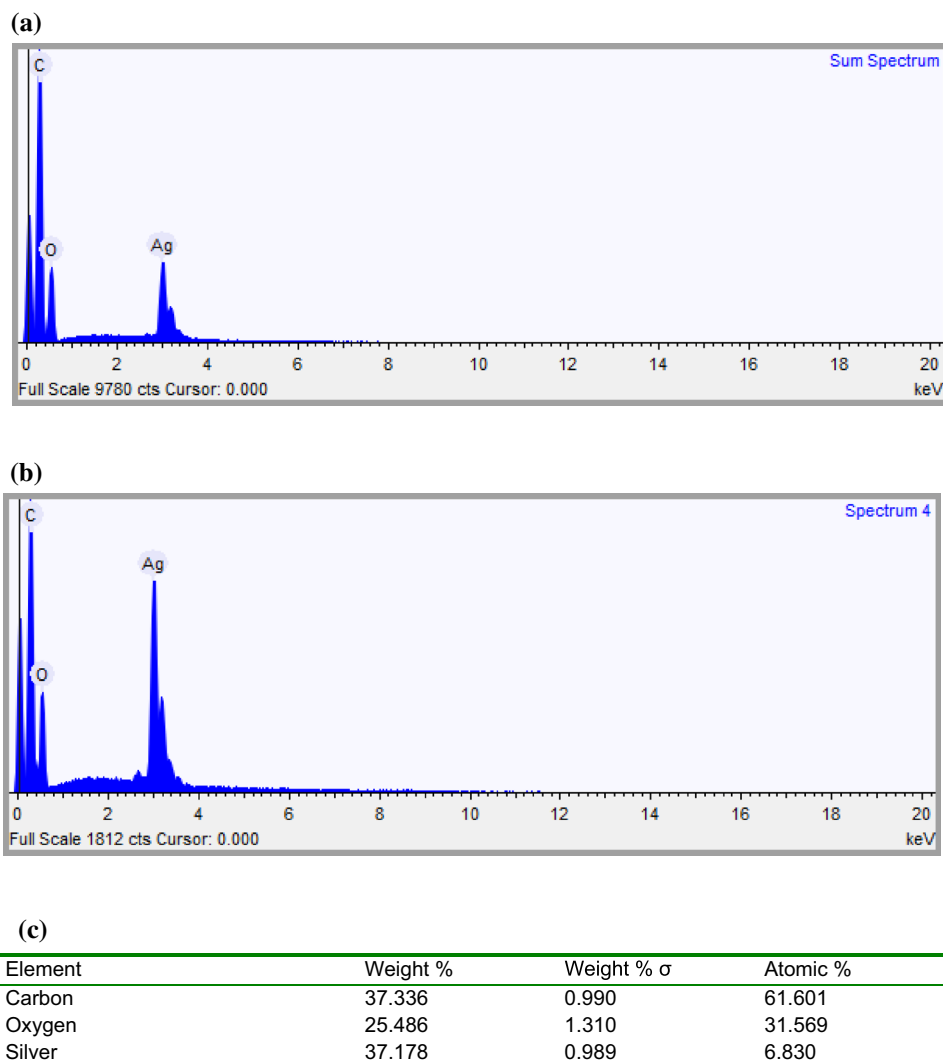 (a)
Sum Spectrum
C
O
Ag
0 2 4 6 8 10 12 14 16 18 20
Full Scale 9780 cts Cursor: 0.000 keV
(b)
Spectrum 4
C
Ag
O
0 2 4 6 8 10 12 14 16 18 20
Full Scale 1812 cts Cursor: 0.000 keV
(c)
Element Weight % Weight % σ Atomic %
Carbon 37.336 0.990 61.601
Oxygen 25.486 1.310 31.569
Silver 37.178 0.989 6.830